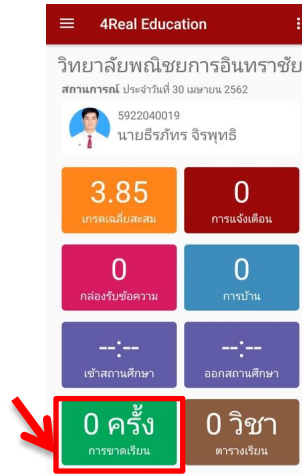 4Real Education
วิทยาลัยพณิชยการอินทราชัย
สถานการณ์ ประจำวันที่ 30 เมษายน 2562
5922040019
นายธีรภัทร จิรพุทธิ
3.85
เกรดเฉลี่ยสะสม
0
การแจ้งเตือน
0
กล่องรับข้อความ
0
การบ้าน
--:--
เข้าสถานศึกษา
--:--
ออกสถานศึกษา
0 ครั้ง
การขาดเรียน
0 วิชา
ตารางเรียน